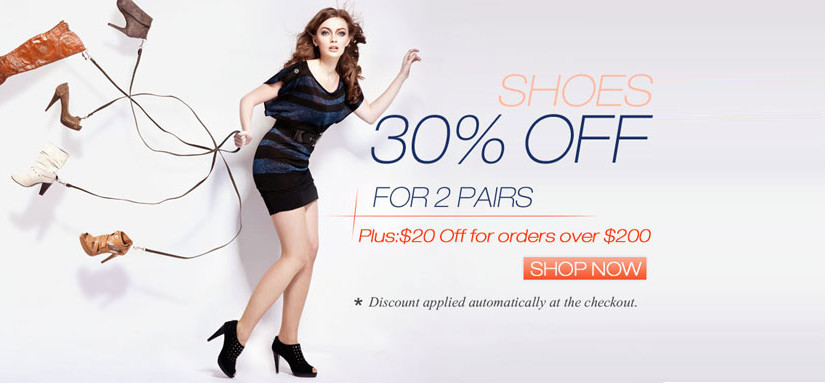 SHOES
30% OFF
FOR 2 PAIRS
Plus:$20 Off for orders over $200
SHOP NOW
* Discount applied automatically at the checkout.